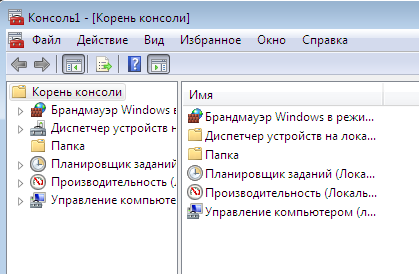 Консоль1 - [Корень консоли]
Файл Действие Вид Избранное Окно Справка
Корень консоли
Брандмауэр Windows в
Диспетчер устройств н
Папка
Планировщик заданий (
Производительность (.
Управление компьюте
Имя
Брандмауэр Windows в режи...
Диспетчер устройств на лока...
Папка
Планировщик заданий (Лока...
Производительность (Локаль...
Управление компьютером (л...